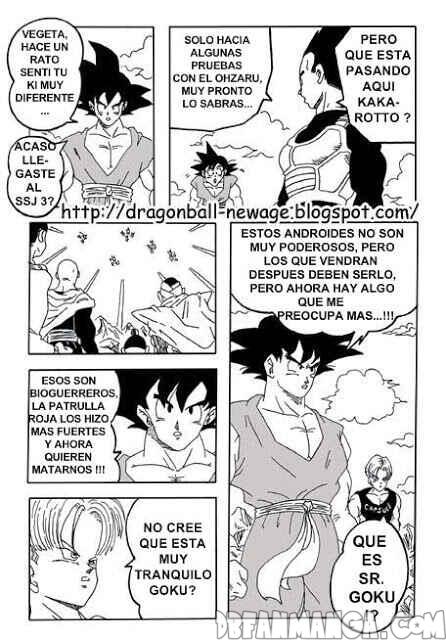 VEGETA,
HACE UN
RATO
SENTI TU
KI MUY
DIFERENTE
...
ACASO
LLE-
GASTE
AL
SSJ 3?
SOLO HACIA
ALGUNAS
PRUEBAS
CON EL OHZARU,
MUY PRONTO
LO SABRAS...
PERO
QUE ESTA
PASANDO
AQUI
KAKA-
ROTTO ?
http://dragonball-newage.blogspot.com/
ESTOS ANDROIDES NO SON
MUY PODEROSOS, PERO
LOS QUE VENDRAN
DESPUES DEBEN SERLO,
PERO AHORA HAY ALGO
QUE ME
PREOCUPA MAS...!!!
ESOS SON
BIOGUERREROS,
LA PATRULLA
ROJA LOS HIZO
MAS FUERTES
Y AHORA
QUIEREN
MATARNOS !!!
NO CREE
QUE ESTA
MUY
TRANQUILO
GOKU?
CAPSULE
QUE
ES
SR.
GOKU
!?
DBFANMANGA.COM